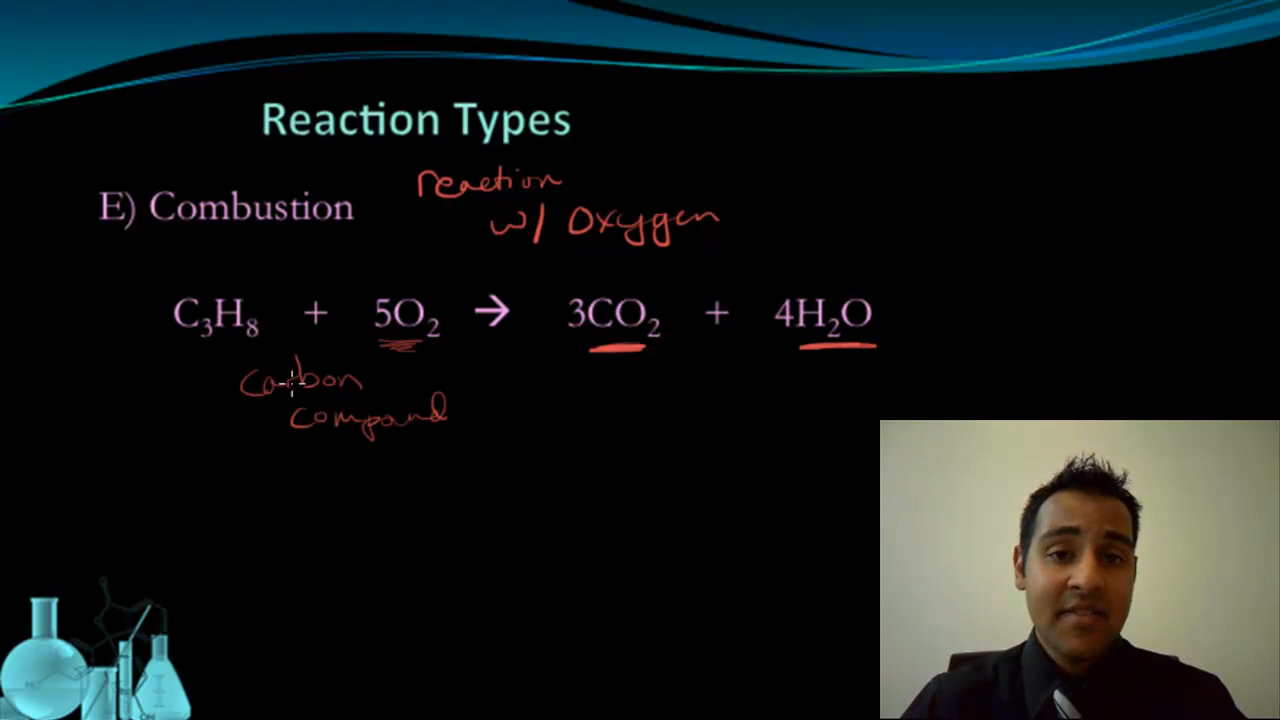 Reaction Types
E) Combustion
reaction
w/ Oxygen
C₃H₈ + 5O₂ → 3CO₂ + 4H₂O
Carbon
compound